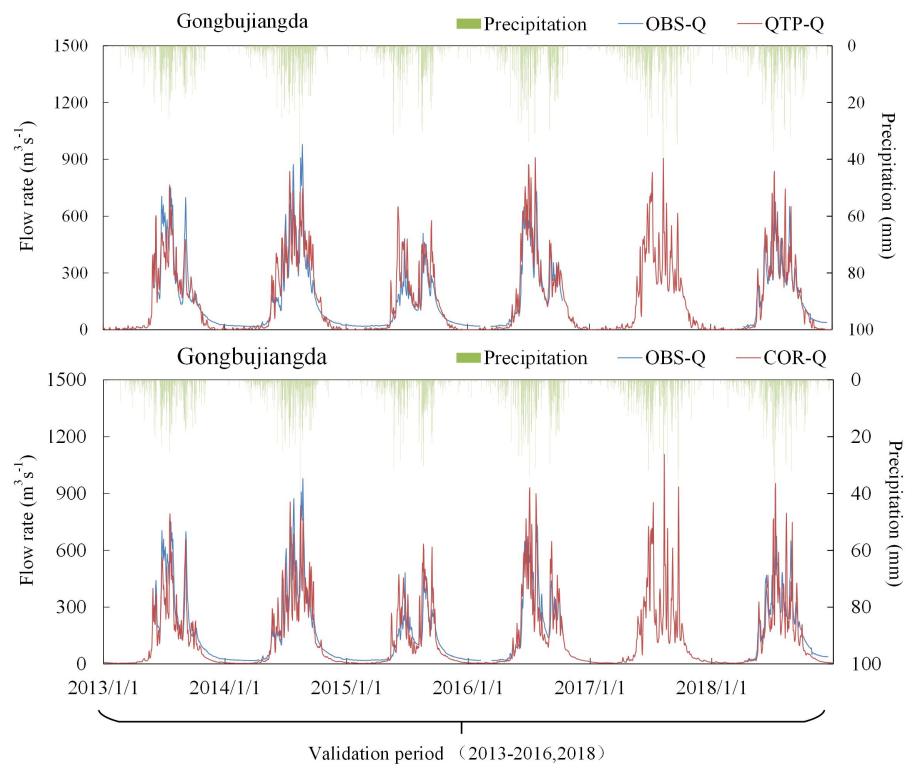 Gongbujiangda
Precipitation OBS-Q QTP-Q
1500 0
1200 20
900 40
600 60
300 80
0 100
Flow rate (m³ s⁻¹)
Precipitation (mm)
Gongbujiangda
Precipitation OBS-Q COR-Q
1500 0
1200 20
900 40
600 60
300 80
0 100
Flow rate (m³ s⁻¹)
Precipitation (mm)
2013/1/1 2014/1/1 2015/1/1 2016/1/1 2017/1/1 2018/1/1
Validation period （2013-2016,2018）